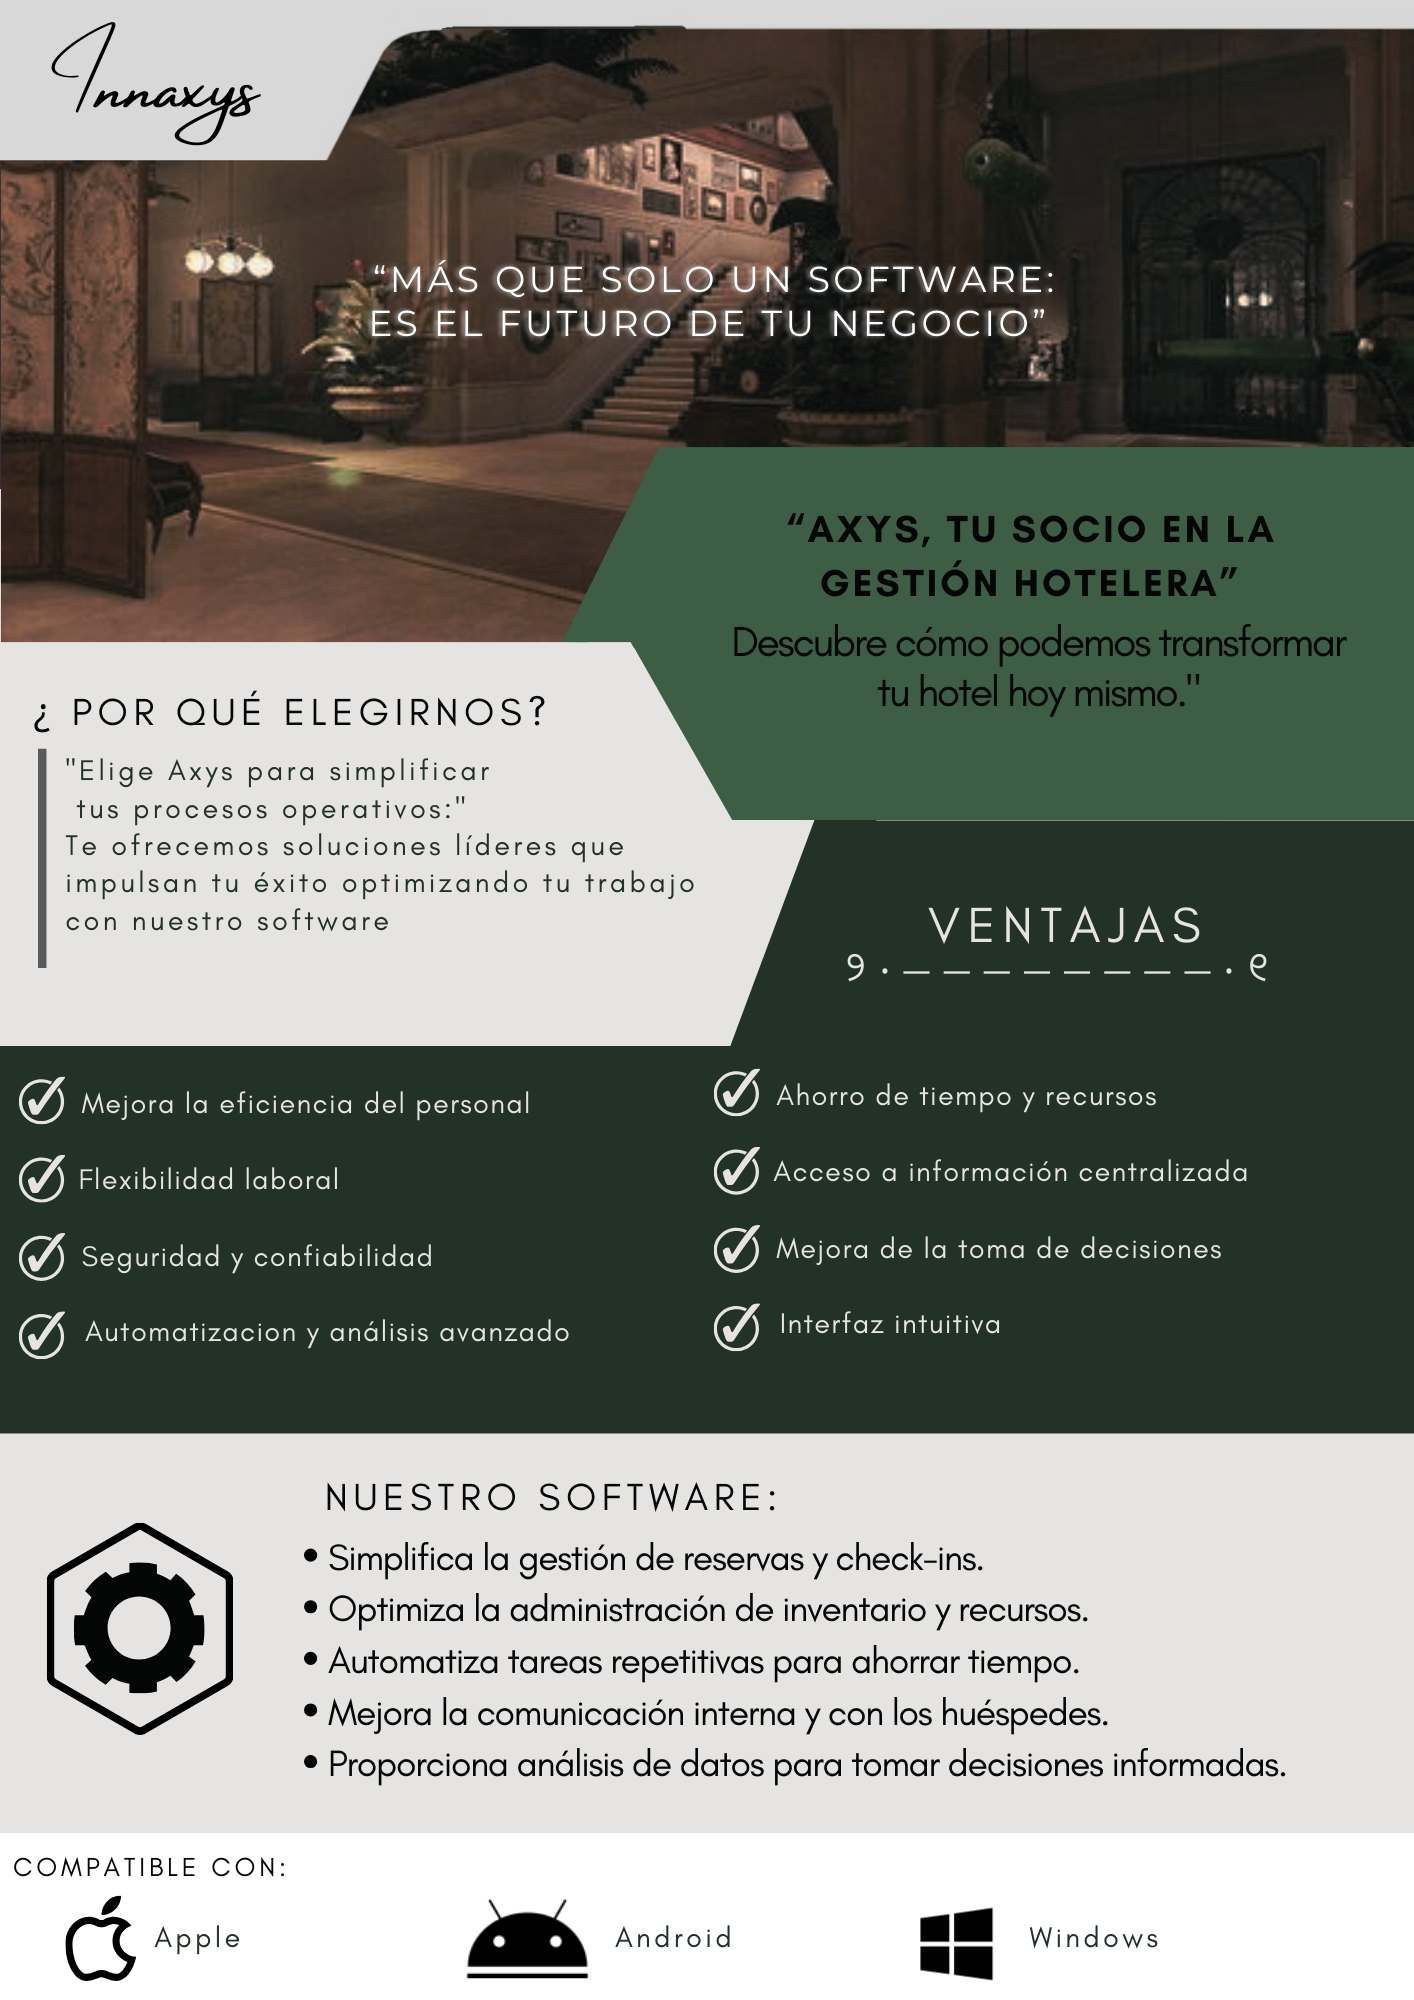 Innaxys
“MÁS QUE SOLO UN SOFTWARE:
ES EL FUTURO DE TU NEGOCIO”
“AXYS, TU SOCIO EN LA
GESTIÓN HOTELERA”
Descubre cómo podemos transformar
tu hotel hoy mismo."
¿ POR QUÉ ELEGIRNOS?
"Elige Axys para simplificar
tus procesos operativos:"
Te ofrecemos soluciones líderes que
impulsan tu éxito optimizando tu trabajo
con nuestro software
VENTAJAS
Mejora la eficiencia del personal
Flexibilidad laboral
Seguridad y confiabilidad
Automatizacion y análisis avanzado
Ahorro de tiempo y recursos
Acceso a información centralizada
Mejora de la toma de decisiones
Interfaz intuitiva
NUESTRO SOFTWARE:
• Simplifica la gestión de reservas y check-ins.
• Optimiza la administración de inventario y recursos.
• Automatiza tareas repetitivas para ahorrar tiempo.
• Mejora la comunicación interna y con los huéspedes.
• Proporciona análisis de datos para tomar decisiones informadas.
COMPATIBLE CON:
Apple
Android
Windows